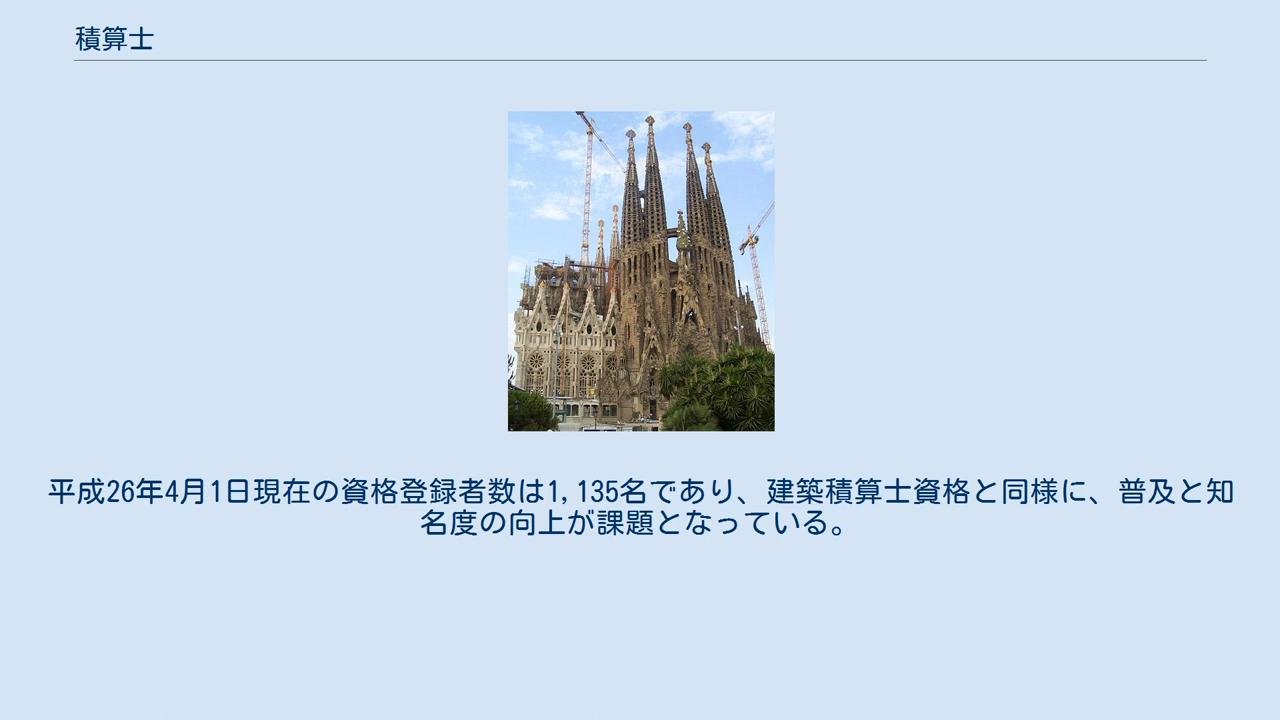 積算士
平成26年4月1日現在の資格登録者数は1,135名であり、建築積算士資格と同様に、普及と知
名度の向上が課題となっている。